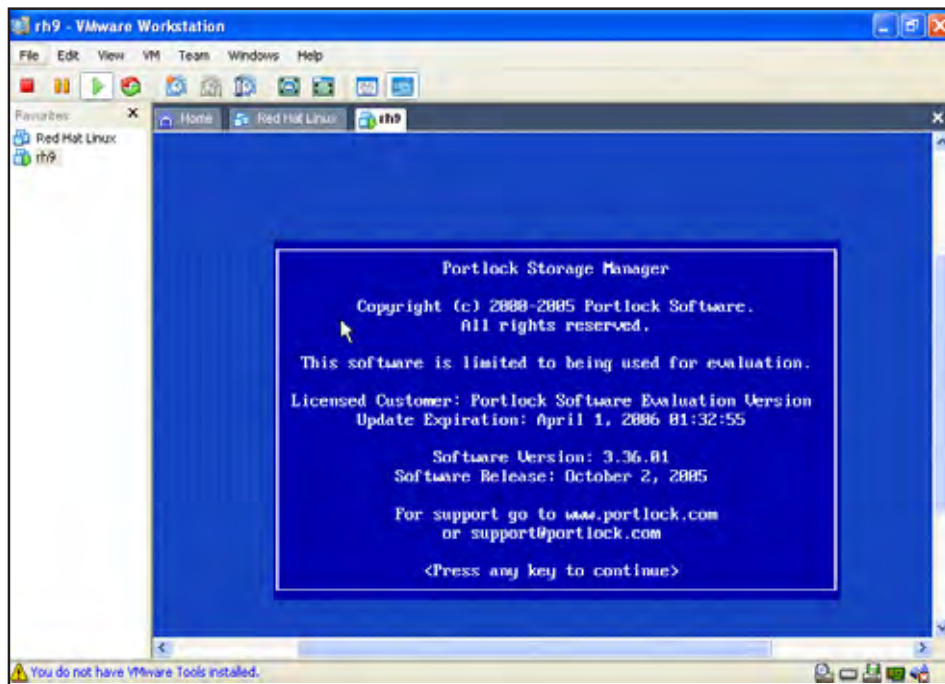 rh9 - VMware Workstation
File Edit View VM Team Windows Help
Favorites
Home Red Hat Linux rh9
Red Hat Linux
rh9
Portlock Storage Manager
Copyright (c) 2000-2005 Portlock Software.
All rights reserved.
This software is limited to being used for evaluation.
Licensed Customer: Portlock Software Evaluation Version
Update Expiration: April 1, 2006 01:32:55
Software Version: 3.36.01
Software Release: October 2, 2005
For support go to www.portlock.com
or support@portlock.com
<Press any key to continue>
You do not have VMware Tools installed.